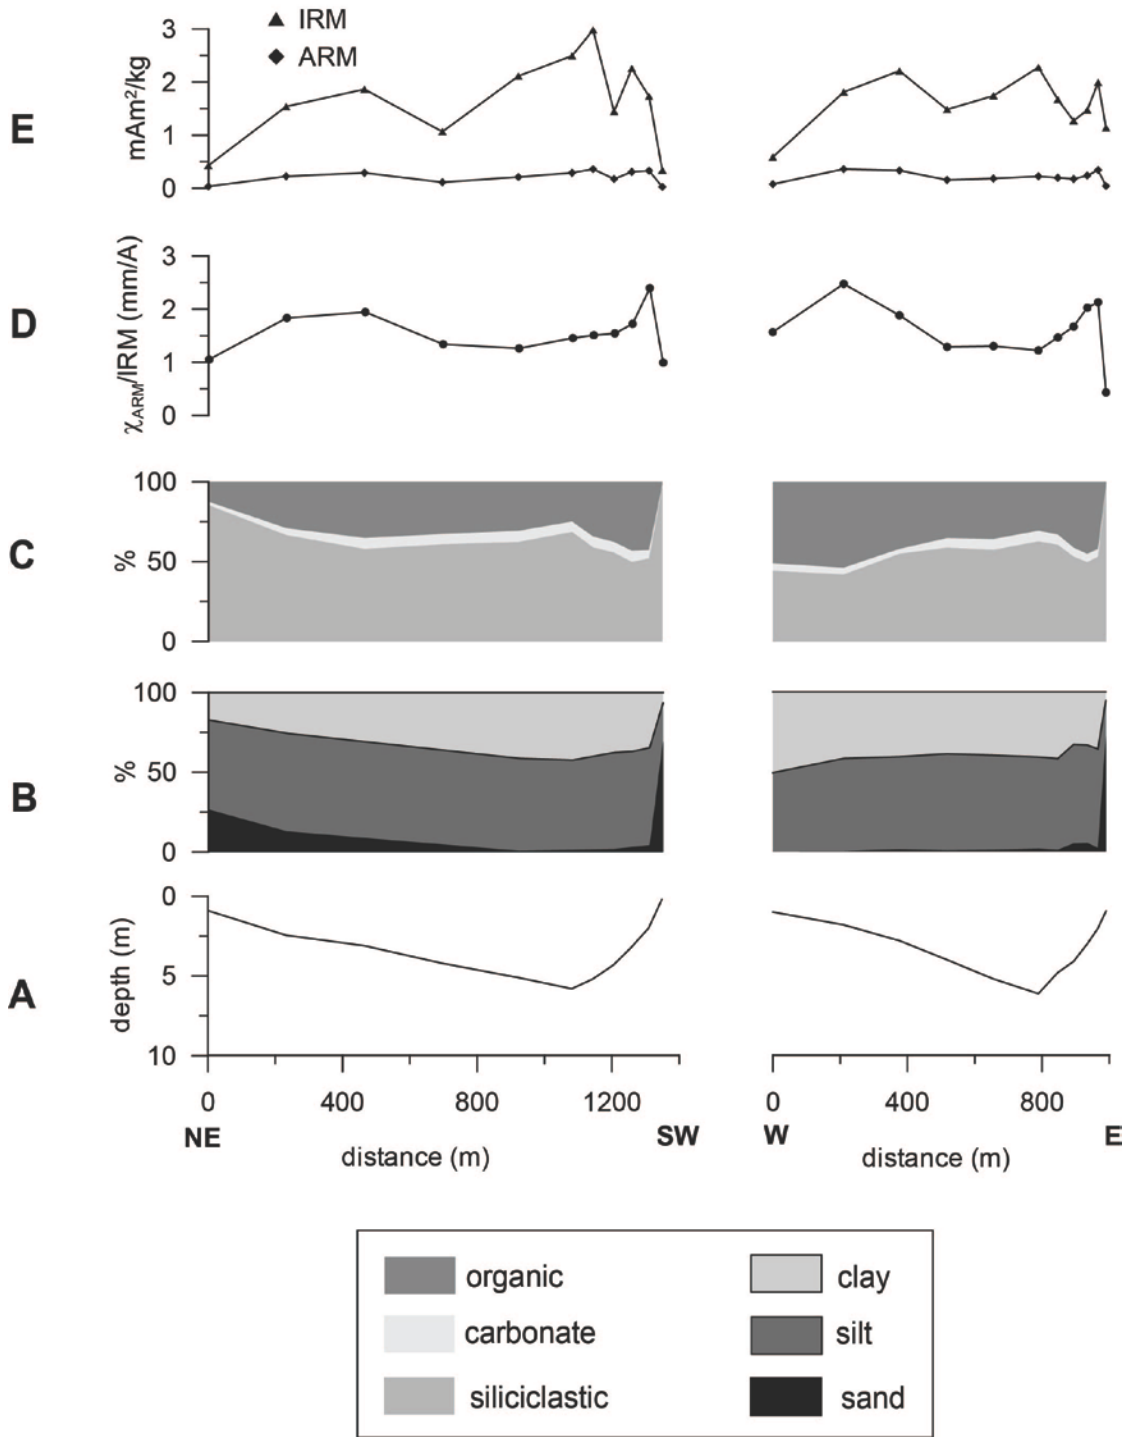 IRM
ARM
E
mAm²/kg
3
2
1
0
D
χARM/IRM (mm/A)
3
2
1
0
C
%
100
50
0
B
%
100
50
0
A
depth (m)
0
5
10
0 400 800 1200
NE SW
distance (m)
0 400 800
W E
distance (m)
organic clay
carbonate silt
siliciclastic sand